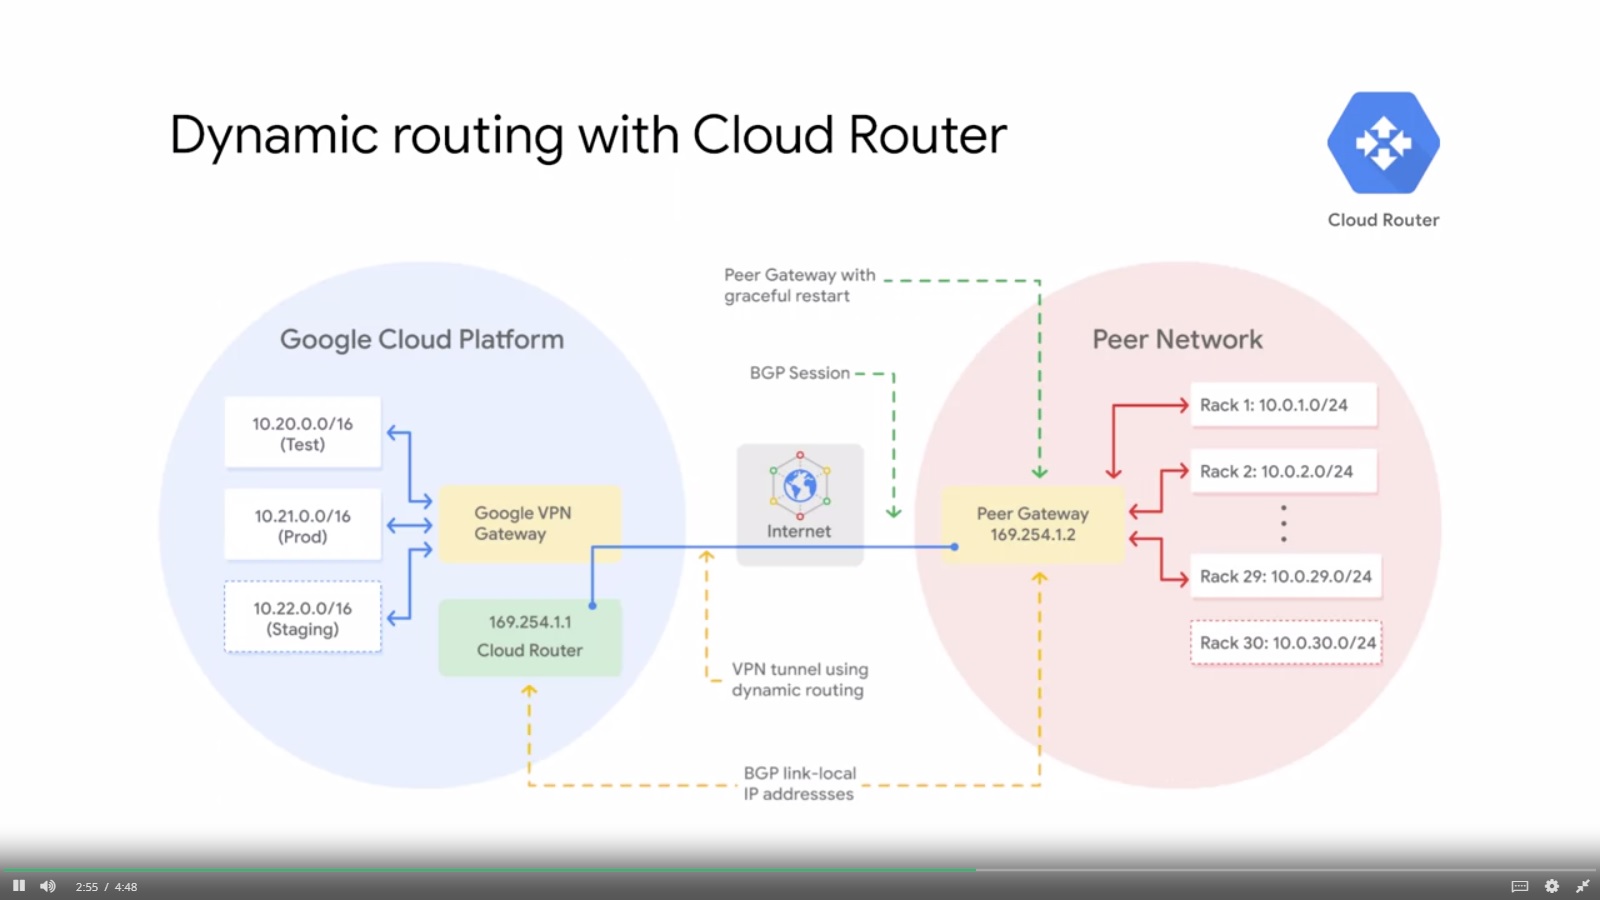 Dynamic routing with Cloud Router
Cloud Router
Peer Gateway with
graceful restart
Google Cloud Platform
Peer Network
BGP Session
10.20.0.0/16
(Test)
10.21.0.0/16
(Prod)
10.22.0.0/16
(Staging)
Google VPN
Gateway
169.254.1.1
Cloud Router
Internet
Peer Gateway
169.254.1.2
Rack 1: 10.0.1.0/24
Rack 2: 10.0.2.0/24
Rack 29: 10.0.29.0/24
Rack 30: 10.0.30.0/24
VPN tunnel using
dynamic routing
BGP link-local
IP addressses
2:55 / 4:48